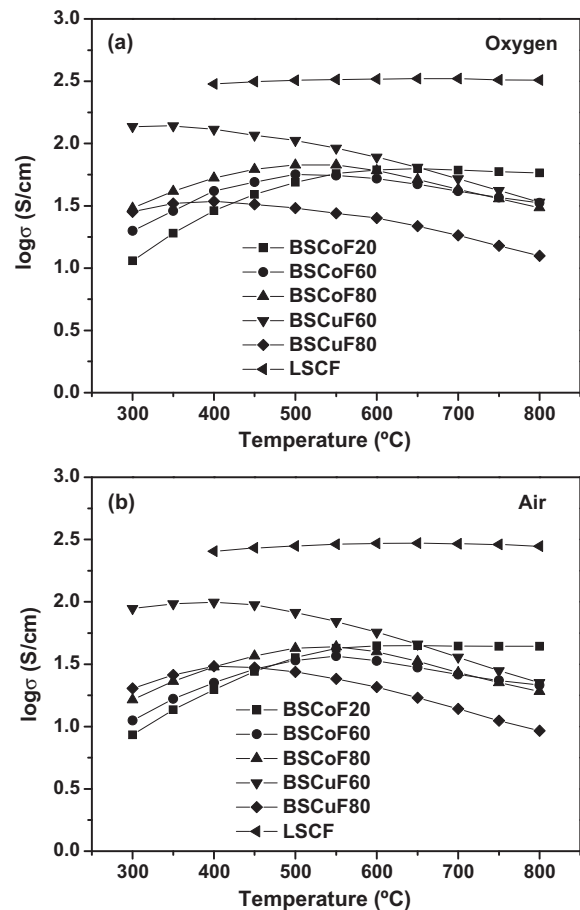 (a)
Oxygen
3.0
2.5
2.0
1.5
1.0
0.5
0.0
logσ (S/cm)
BSCoF20
BSCoF60
BSCoF80
BSCuF60
BSCuF80
LSCF
300 400 500 600 700 800
Temperature (ºC)
(b)
Air
3.0
2.5
2.0
1.5
1.0
0.5
0.0
logσ (S/cm)
BSCoF20
BSCoF60
BSCoF80
BSCuF60
BSCuF80
LSCF
300 400 500 600 700 800
Temperature (ºC)